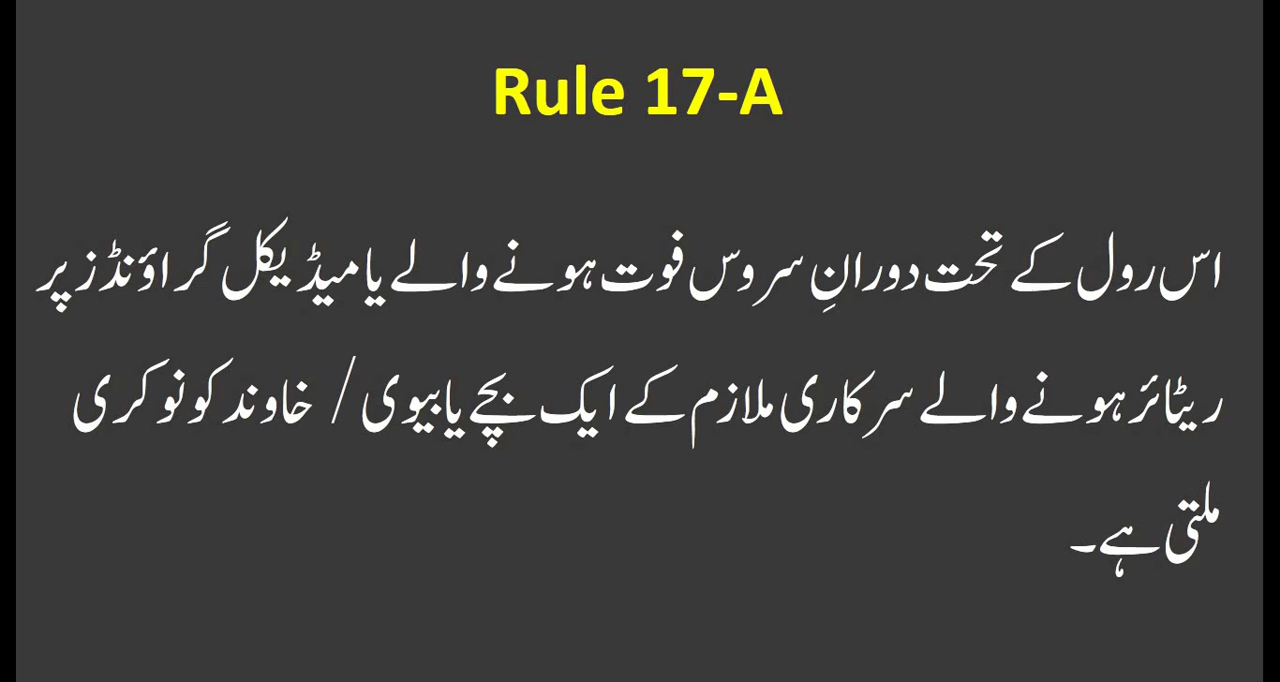 Rule 17-A
اس رول کے تحت دورانِ سروس فوت ہونے والے یا میڈیکل گراؤنڈز پر
ریٹائر ہونے والے سرکاری ملازم کے ایک بچے یا بیوی / خاوند کو نوکری
ملتی ہے۔